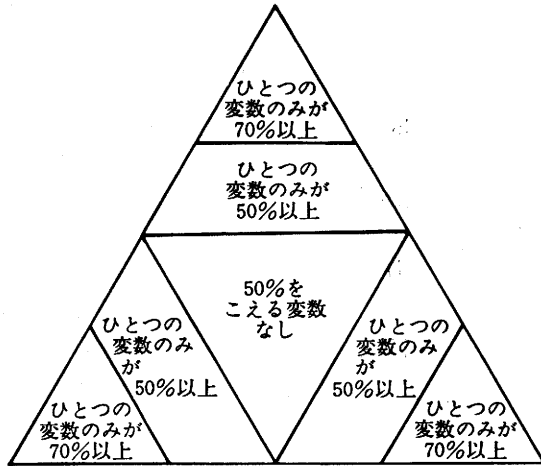 ひとつの
変数のみが
70%以上
ひとつの
変数のみが
50%以上
50%を
こえる変数
なし
ひとつの
変数のみ
が
50%以上
ひとつの
変数のみ
が
50%以上
ひとつの
変数のみが
70%以上
ひとつの
変数のみが
70%以上